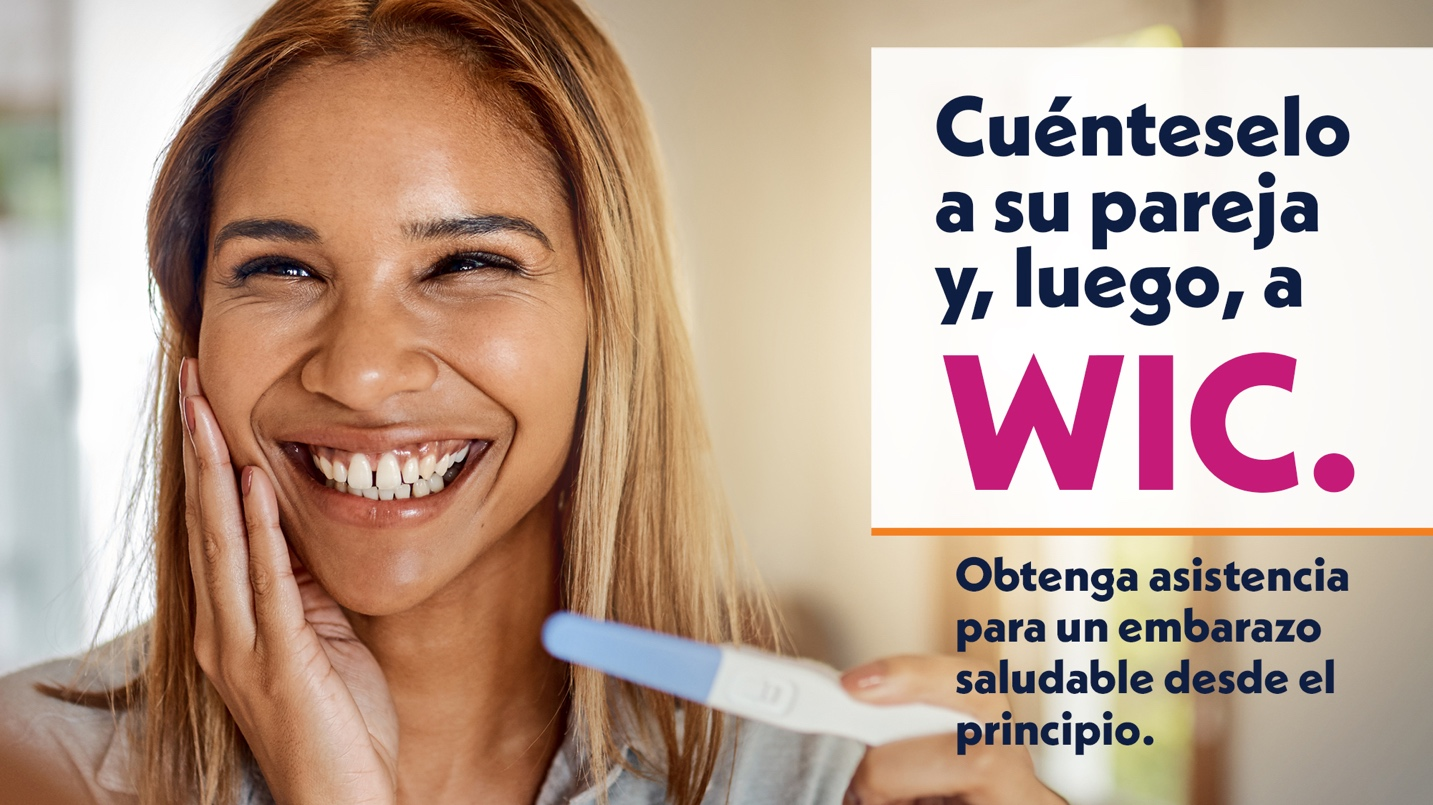 Cuénteselo
a su pareja
y, luego, a
WIC.
Obtenga asistencia
para un embarazo
saludable desde el
principio.